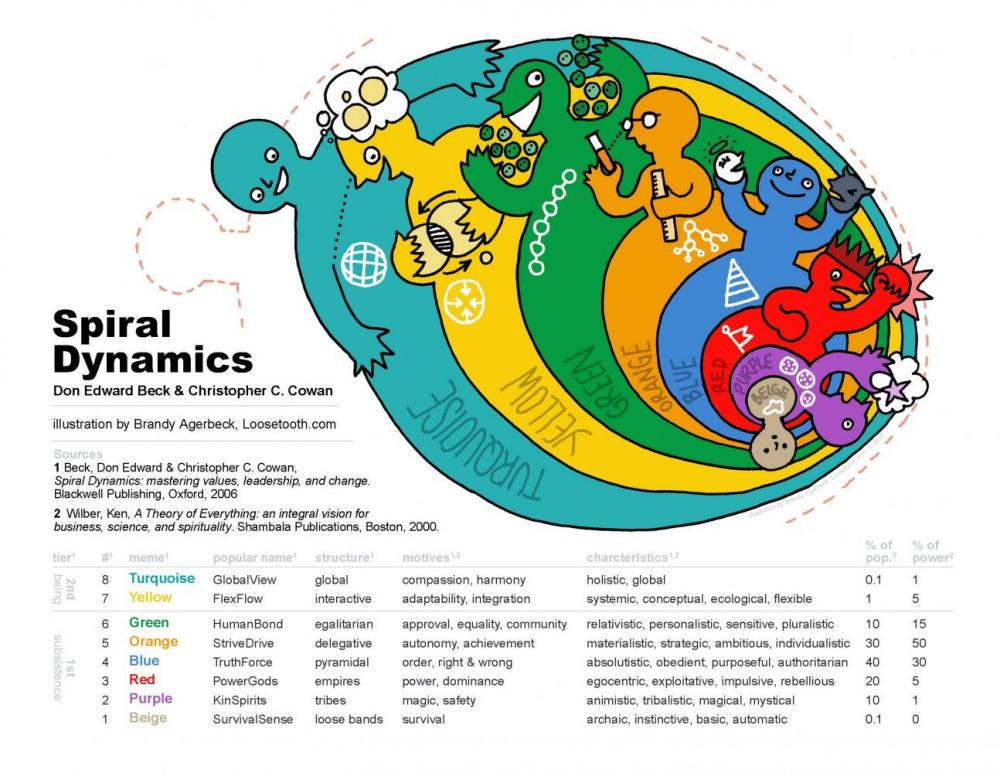 Spiral
Dynamics
Don Edward Beck & Christopher C. Cowan
illustration by Brandy Agerbeck, Loosetooth.com
Sources
1 Beck, Don Edward & Christopher C. Cowan,
Spiral Dynamics: mastering values, leadership, and change.
Blackwell Publishing, Oxford, 2006
2 Wilber, Ken, A Theory of Everything: an integral vision for
business, science, and spirituality. Shambala Publications, Boston, 2000.
TURQUOISE
YELLOW
GREEN
ORANGE
BLUE
RED
PURPLE
BEIGE
illustration by Brandy Agerbeck,
tier¹ #¹ meme¹ popular name¹ structure¹ motives¹,² charcteristics¹,² % of pop.² % of power²
2nd being
8 Turquoise GlobalView global compassion, harmony holistic, global 0.1 1
7 Yellow FlexFlow interactive adaptability, integration systemic, conceptual, ecological, flexible 1 5
1st subsistence
6 Green HumanBond egalitarian approval, equality, community relativistic, personalistic, sensitive, pluralistic 10 15
5 Orange StriveDrive delegative autonomy, achievement materialistic, strategic, ambitious, individualistic 30 50
4 Blue TruthForce pyramidal order, right & wrong absolutistic, obedient, purposeful, authoritarian 40 30
3 Red PowerGods empires power, dominance egocentric, exploitative, impulsive, rebellious 20 5
2 Purple KinSpirits tribes magic, safety animistic, tribalistic, magical, mystical 10 1
1 Beige SurvivalSense loose bands survival archaic, instinctive, basic, automatic 0.1 0